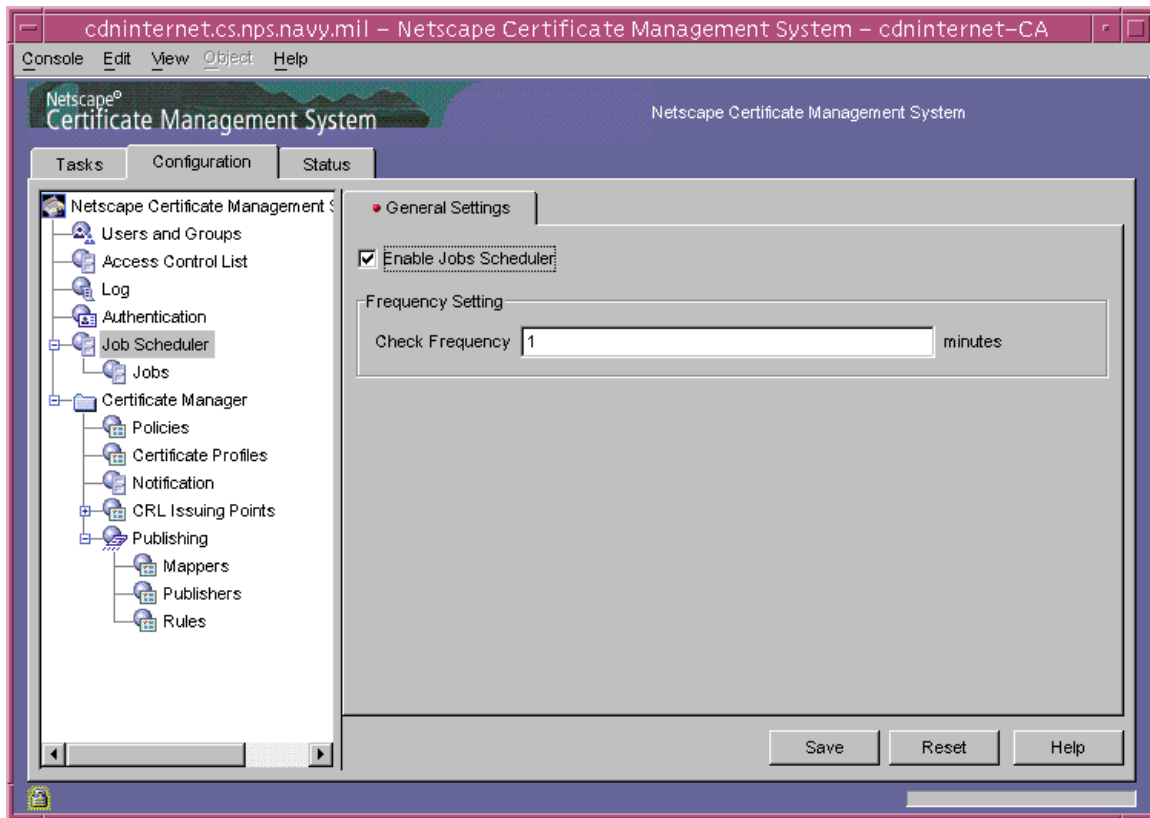 cdninternet.cs.nps.navy.mil – Netscape Certificate Management System – cdninternet–CA
Console Edit View Object Help
Netscape®
Certificate Management System
Netscape Certificate Management System
Tasks Configuration Status
Netscape Certificate Management S
Users and Groups
Access Control List
Log
Authentication
Job Scheduler
Jobs
Certificate Manager
Policies
Certificate Profiles
Notification
CRL Issuing Points
Publishing
Mappers
Publishers
Rules
General Settings
Enable Jobs Scheduler
Frequency Setting
Check Frequency 1 minutes
Save Reset Help